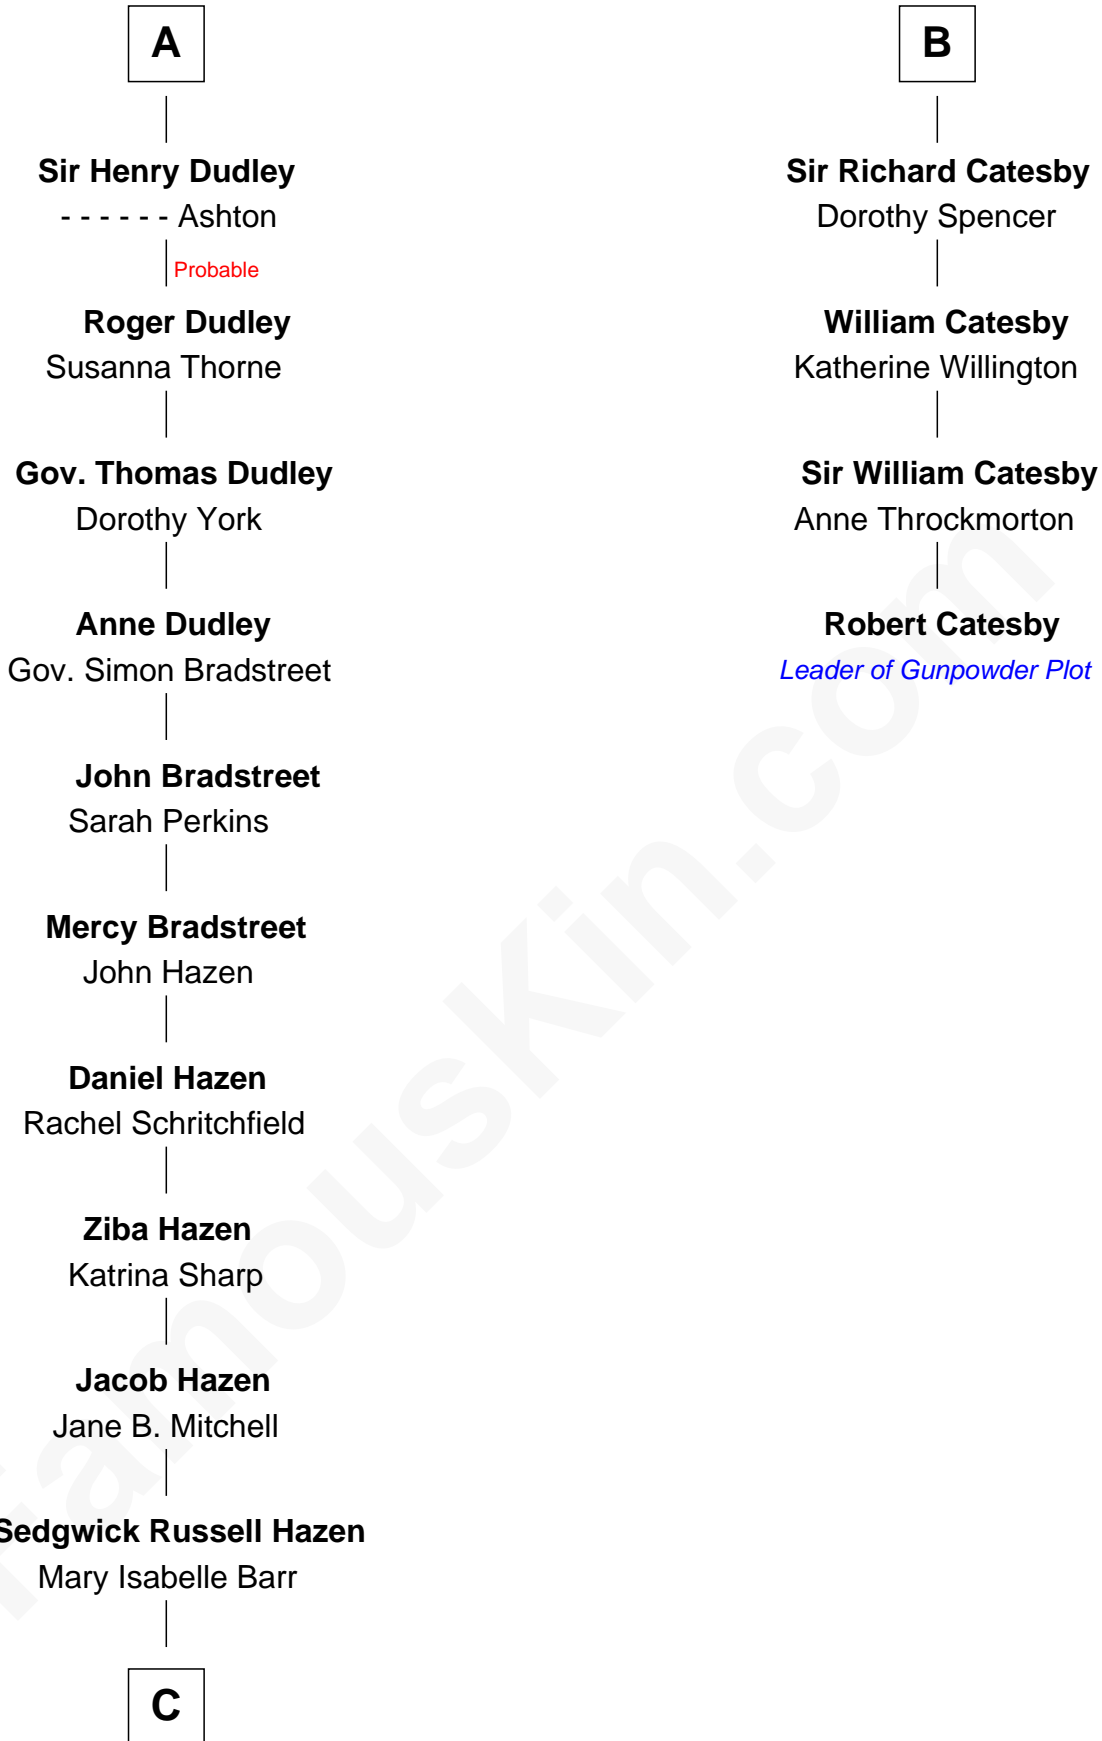 A
Sir Henry Dudley
- - - - - - Ashton
Probable
Roger Dudley
Susanna Thorne
Gov. Thomas Dudley
Dorothy York
Anne Dudley
Gov. Simon Bradstreet
John Bradstreet
Sarah Perkins
Mercy Bradstreet
John Hazen
Daniel Hazen
Rachel Schritchfield
Ziba Hazen
Katrina Sharp
Jacob Hazen
Jane B. Mitchell
Sedgwick Russell Hazen
Mary Isabelle Barr
C
B
Sir Richard Catesby
Dorothy Spencer
William Catesby
Katherine Willington
Sir William Catesby
Anne Throckmorton
Robert Catesby
Leader of Gunpowder Plot
FamousKin.com